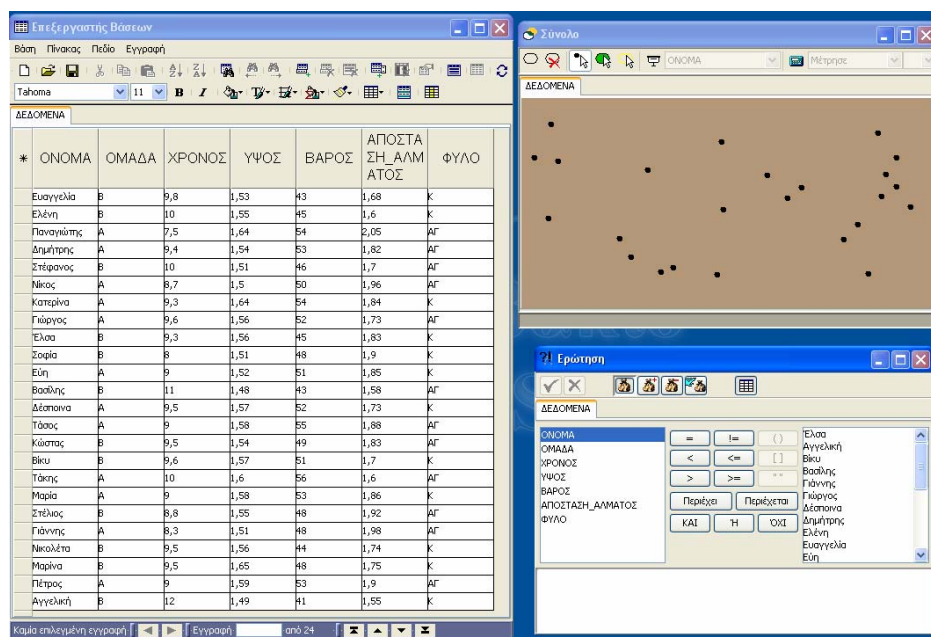 Επεξεργαστής Βάσεων
Βάση Πίνακας Πεδίο Εγγραφή
Tahoma 11 B I
ΔΕΔΟΜΕΝΑ
* ΟΝΟΜΑ ΟΜΑΔΑ ΧΡΟΝΟΣ ΥΨΟΣ ΒΑΡΟΣ ΑΠΟΣΤΑ
ΣΗ_ΑΛΜ
ΑΤΟΣ ΦΥΛΟ
Ευαγγελία Β 9,8 1,53 43 1,68 Κ
Ελένη Β 10 1,55 45 1,6 Κ
Παναγιώτης Α 7,5 1,64 54 2,05 ΑΓ
Δημήτρης Α 9,4 1,54 53 1,82 ΑΓ
Στέφανος Β 10 1,51 46 1,7 ΑΓ
Νίκος Α 8,7 1,5 50 1,96 ΑΓ
Κατερίνα Α 9,3 1,64 54 1,84 Κ
Γιώργος Α 9,6 1,56 52 1,73 ΑΓ
Έλσα Β 9,3 1,56 45 1,83 Κ
Σοφία Β 8 1,51 48 1,9 Κ
Εύη Α 9 1,52 51 1,85 Κ
Βασίλης Β 11 1,48 43 1,58 ΑΓ
Δέσποινα Α 9,5 1,57 52 1,73 Κ
Τάσος Α 9 1,58 55 1,88 ΑΓ
Κώστας Β 9,5 1,54 49 1,83 ΑΓ
Βίκυ Β 9,6 1,57 51 1,7 Κ
Τάκης Α 10 1,6 56 1,6 ΑΓ
Μαρία Α 9 1,58 53 1,86 Κ
Στέλιος Β 8,8 1,55 48 1,92 ΑΓ
Γιάννης Α 8,3 1,51 48 1,98 ΑΓ
Νικολέτα Β 9,5 1,56 44 1,74 Κ
Μαρίνα Β 9,5 1,65 48 1,75 Κ
Πέτρος Α 9 1,59 53 1,9 ΑΓ
Αγγελική Β 12 1,49 41 1,55 Κ
Καμία επιλεγμένη εγγραφή Εγγραφή από 24
Σύνολο
ΟΝΟΜΑ Μέτρησε
ΔΕΔΟΜΕΝΑ
?! Ερώτηση
ΔΕΔΟΜΕΝΑ
ΟΝΟΜΑ
ΟΜΑΔΑ
ΧΡΟΝΟΣ
ΥΨΟΣ
ΒΑΡΟΣ
ΑΠΟΣΤΑΣΗ_ΑΛΜΑΤΟΣ
ΦΥΛΟ
= != ( )
< <= [ ]
> >= " "
Περιέχει Περιέχεται
ΚΑΙ Ή ΌΧΙ
Έλσα
Αγγελική
Βίκυ
Βασίλης
Γιάννης
Γιώργος
Δέσποινα
Δημήτρης
Ελένη
Ευαγγελία
Εύη